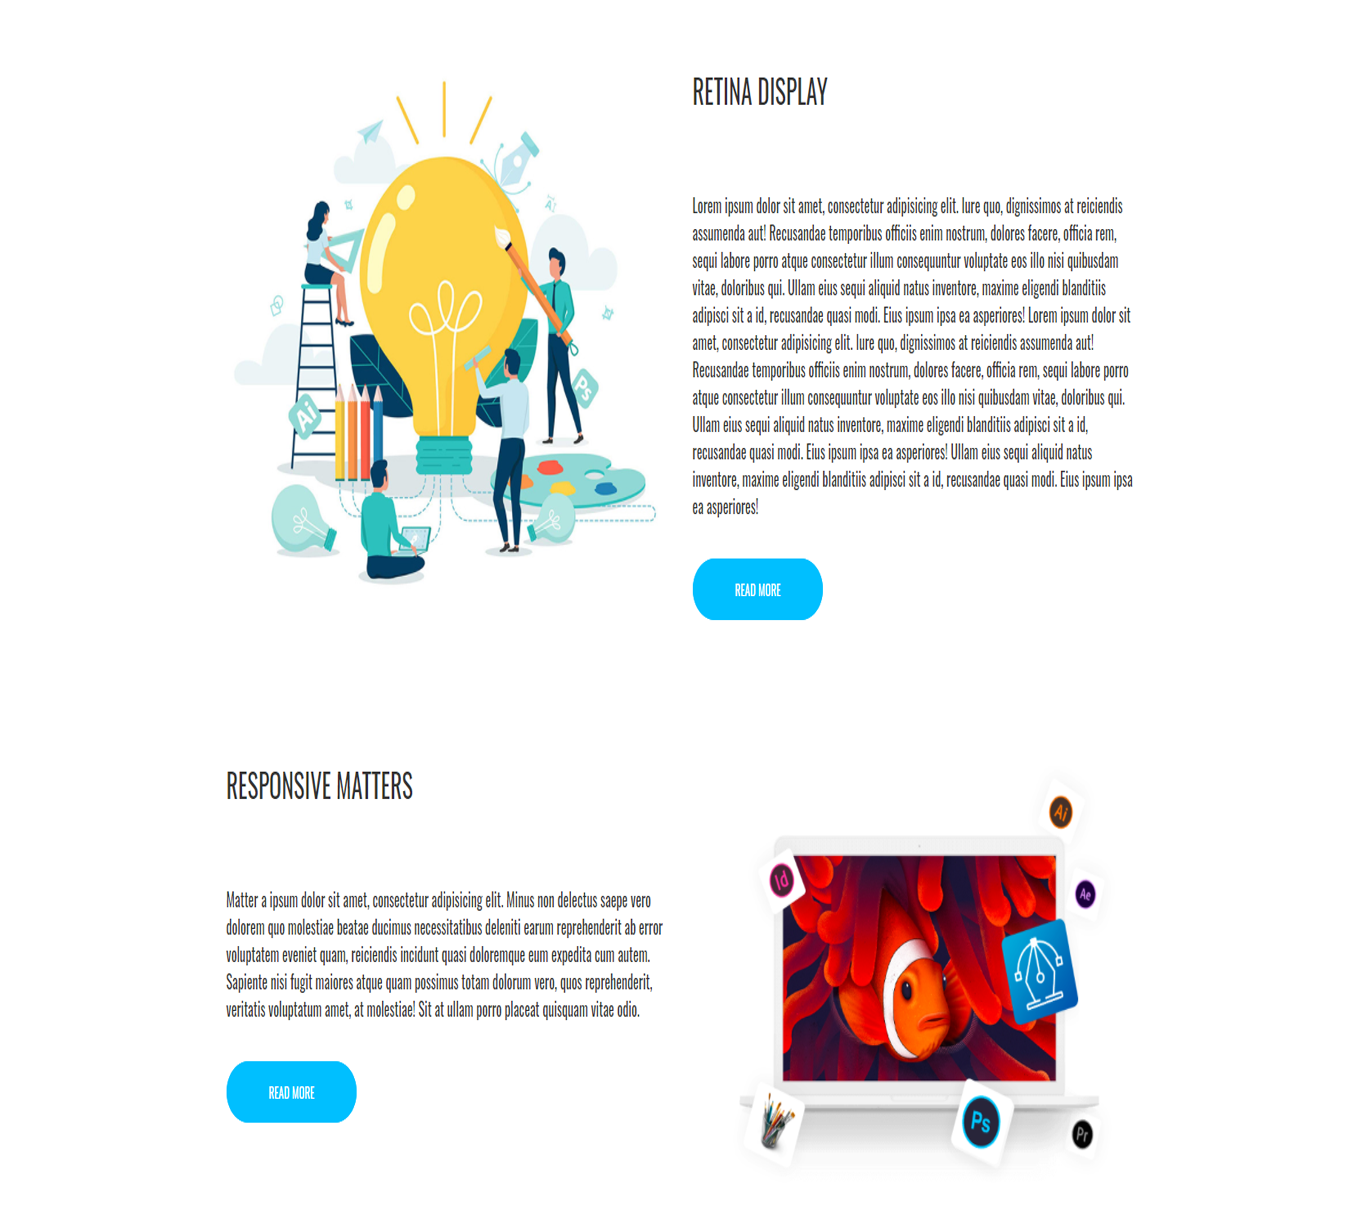 RETINA DISPLAY
Lorem ipsum dolor sit amet, consectetur adipisicing elit. Iure quo, dignissimos at reiciendis
assumenda aut! Recusandae temporibus officiis enim nostrum, dolores facere, officia rem,
sequi labore porro atque consectetur illum consequuntur voluptate eos illo nisi quibusdam
vitae, doloribus qui. Ullam eius sequi aliquid natus inventore, maxime eligendi blanditiis
adipisci sit a id, recusandae quasi modi. Eius ipsum ipsa ea asperiores! Lorem ipsum dolor sit
amet, consectetur adipisicing elit. Iure quo, dignissimos at reiciendis assumenda aut!
Recusandae temporibus officiis enim nostrum, dolores facere, officia rem, sequi labore porro
atque consectetur illum consequuntur voluptate eos illo nisi quibusdam vitae, doloribus qui.
Ullam eius sequi aliquid natus inventore, maxime eligendi blanditiis adipisci sit a id,
recusandae quasi modi. Eius ipsum ipsa ea asperiores! Ullam eius sequi aliquid natus
inventore, maxime eligendi blanditiis adipisci sit a id, recusandae quasi modi. Eius ipsum ipsa
ea asperiores!
READ MORE
Ai
Ps
Ai
RESPONSIVE MATTERS
Matter a ipsum dolor sit amet, consectetur adipisicing elit. Minus non delectus saepe vero
dolorem quo molestiae beatae ducimus necessitatibus deleniti earum reprehenderit ab error
voluptatem eveniet quam, reiciendis incidunt quasi doloremque eum expedita cum autem.
Sapiente nisi fugit maiores atque quam possimus totam dolorum vero, quos reprehenderit,
veritatis voluptatum amet, at molestiae! Sit at ullam porro placeat quisquam vitae odio.
READ MORE
Ai
Id
Ae
Ps
Pr